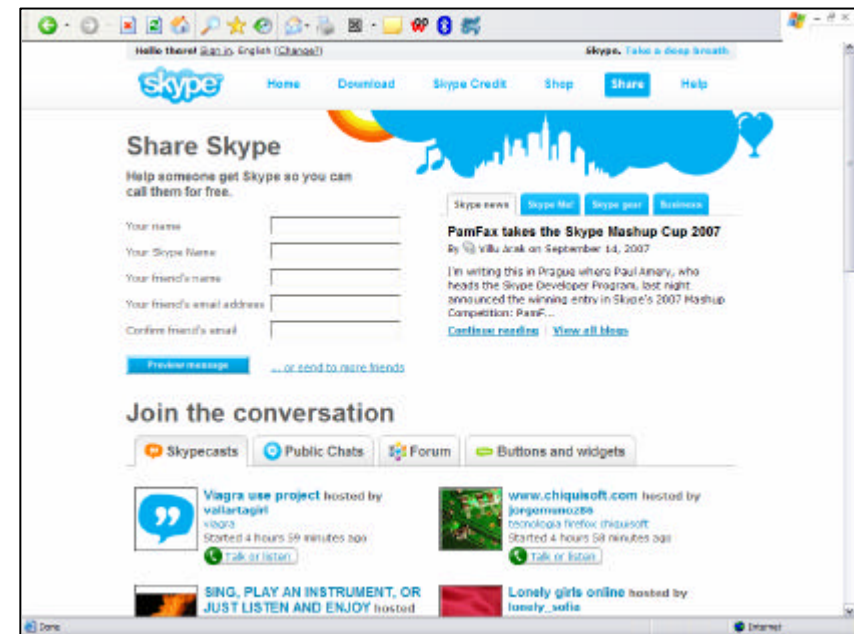 Hello there! Sign in. English (Change?)
Skype. Take a deep breath
skype
Home Download Skype Credit Shop Share Help
Share Skype
Help someone get Skype so you can
call them for free.
Your name
Your Skype Name
Your friend's name
Your friend's email address
Confirm friend's email
Preview message
... or send to more friends
Skype news Skype Me! Skype gear Business
PamFax takes the Skype Mashup Cup 2007
By Villu Arak on September 14, 2007
I'm writing this in Prague where Paul Amery, who
heads the Skype Developer Program, last night
announced the winning entry in Skype's 2007 Mashup
Competition: PamF...
Continue reading | View all blogs
Join the conversation
Skypecasts Public Chats Forum Buttons and widgets
Viagra use project hosted by
vallartagirl
viagra
Started 4 hours 59 minutes ago
Talk or listen
www.chiquisoft.com hosted by
jorgemunoz86
tecnologia firefox chiquisoft
Started 4 hours 58 minutes ago
Talk or listen
SING, PLAY AN INSTRUMENT, OR
JUST LISTEN AND ENJOY hosted
Lonely girls online hosted by
lonely_sofia
Done
Internet